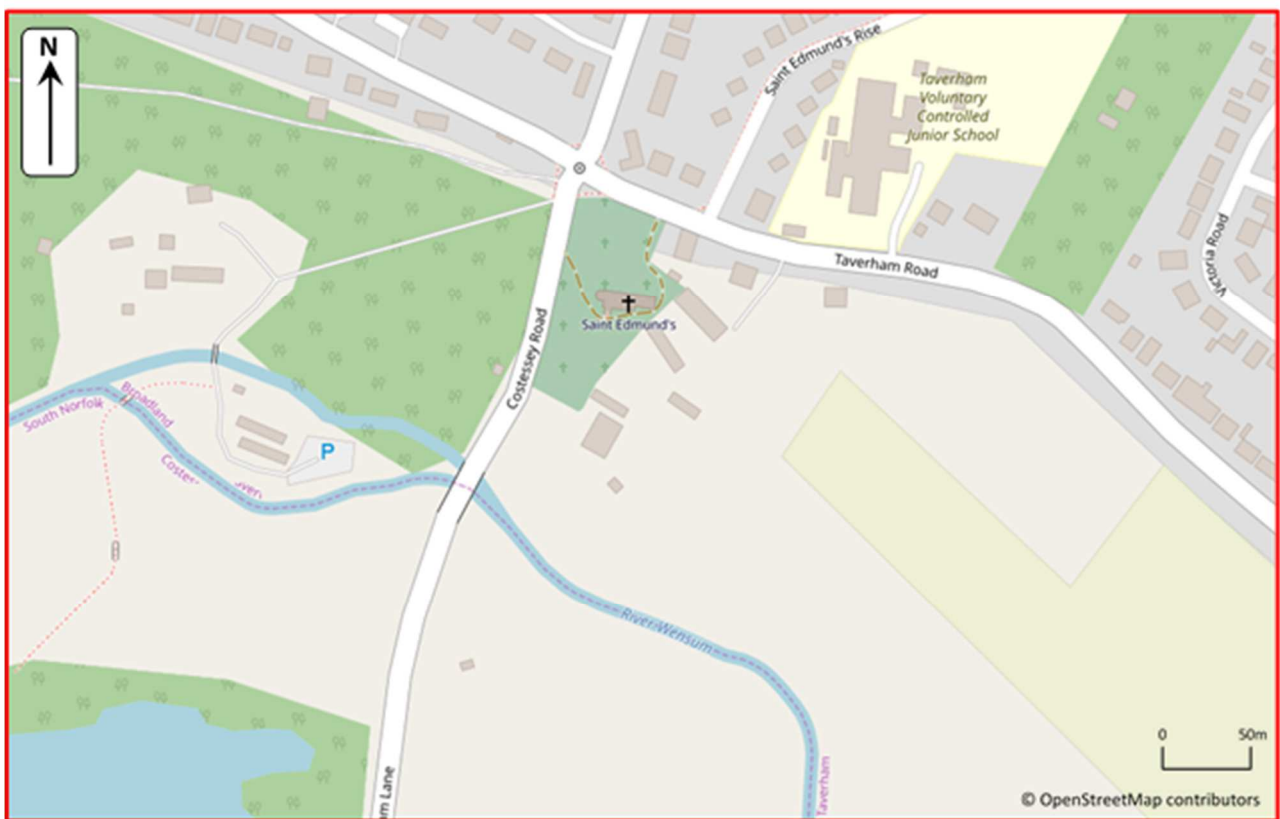 N
Saint Edmund's Rise
Taverham
Voluntary
Controlled
Junior School
Victoria Road
Taverham Road
Saint Edmund's
Costessey Road
South Norfolk
Broadland
P
River Wensum
0 50m
Taverham
Lane
© OpenStreetMap contributors